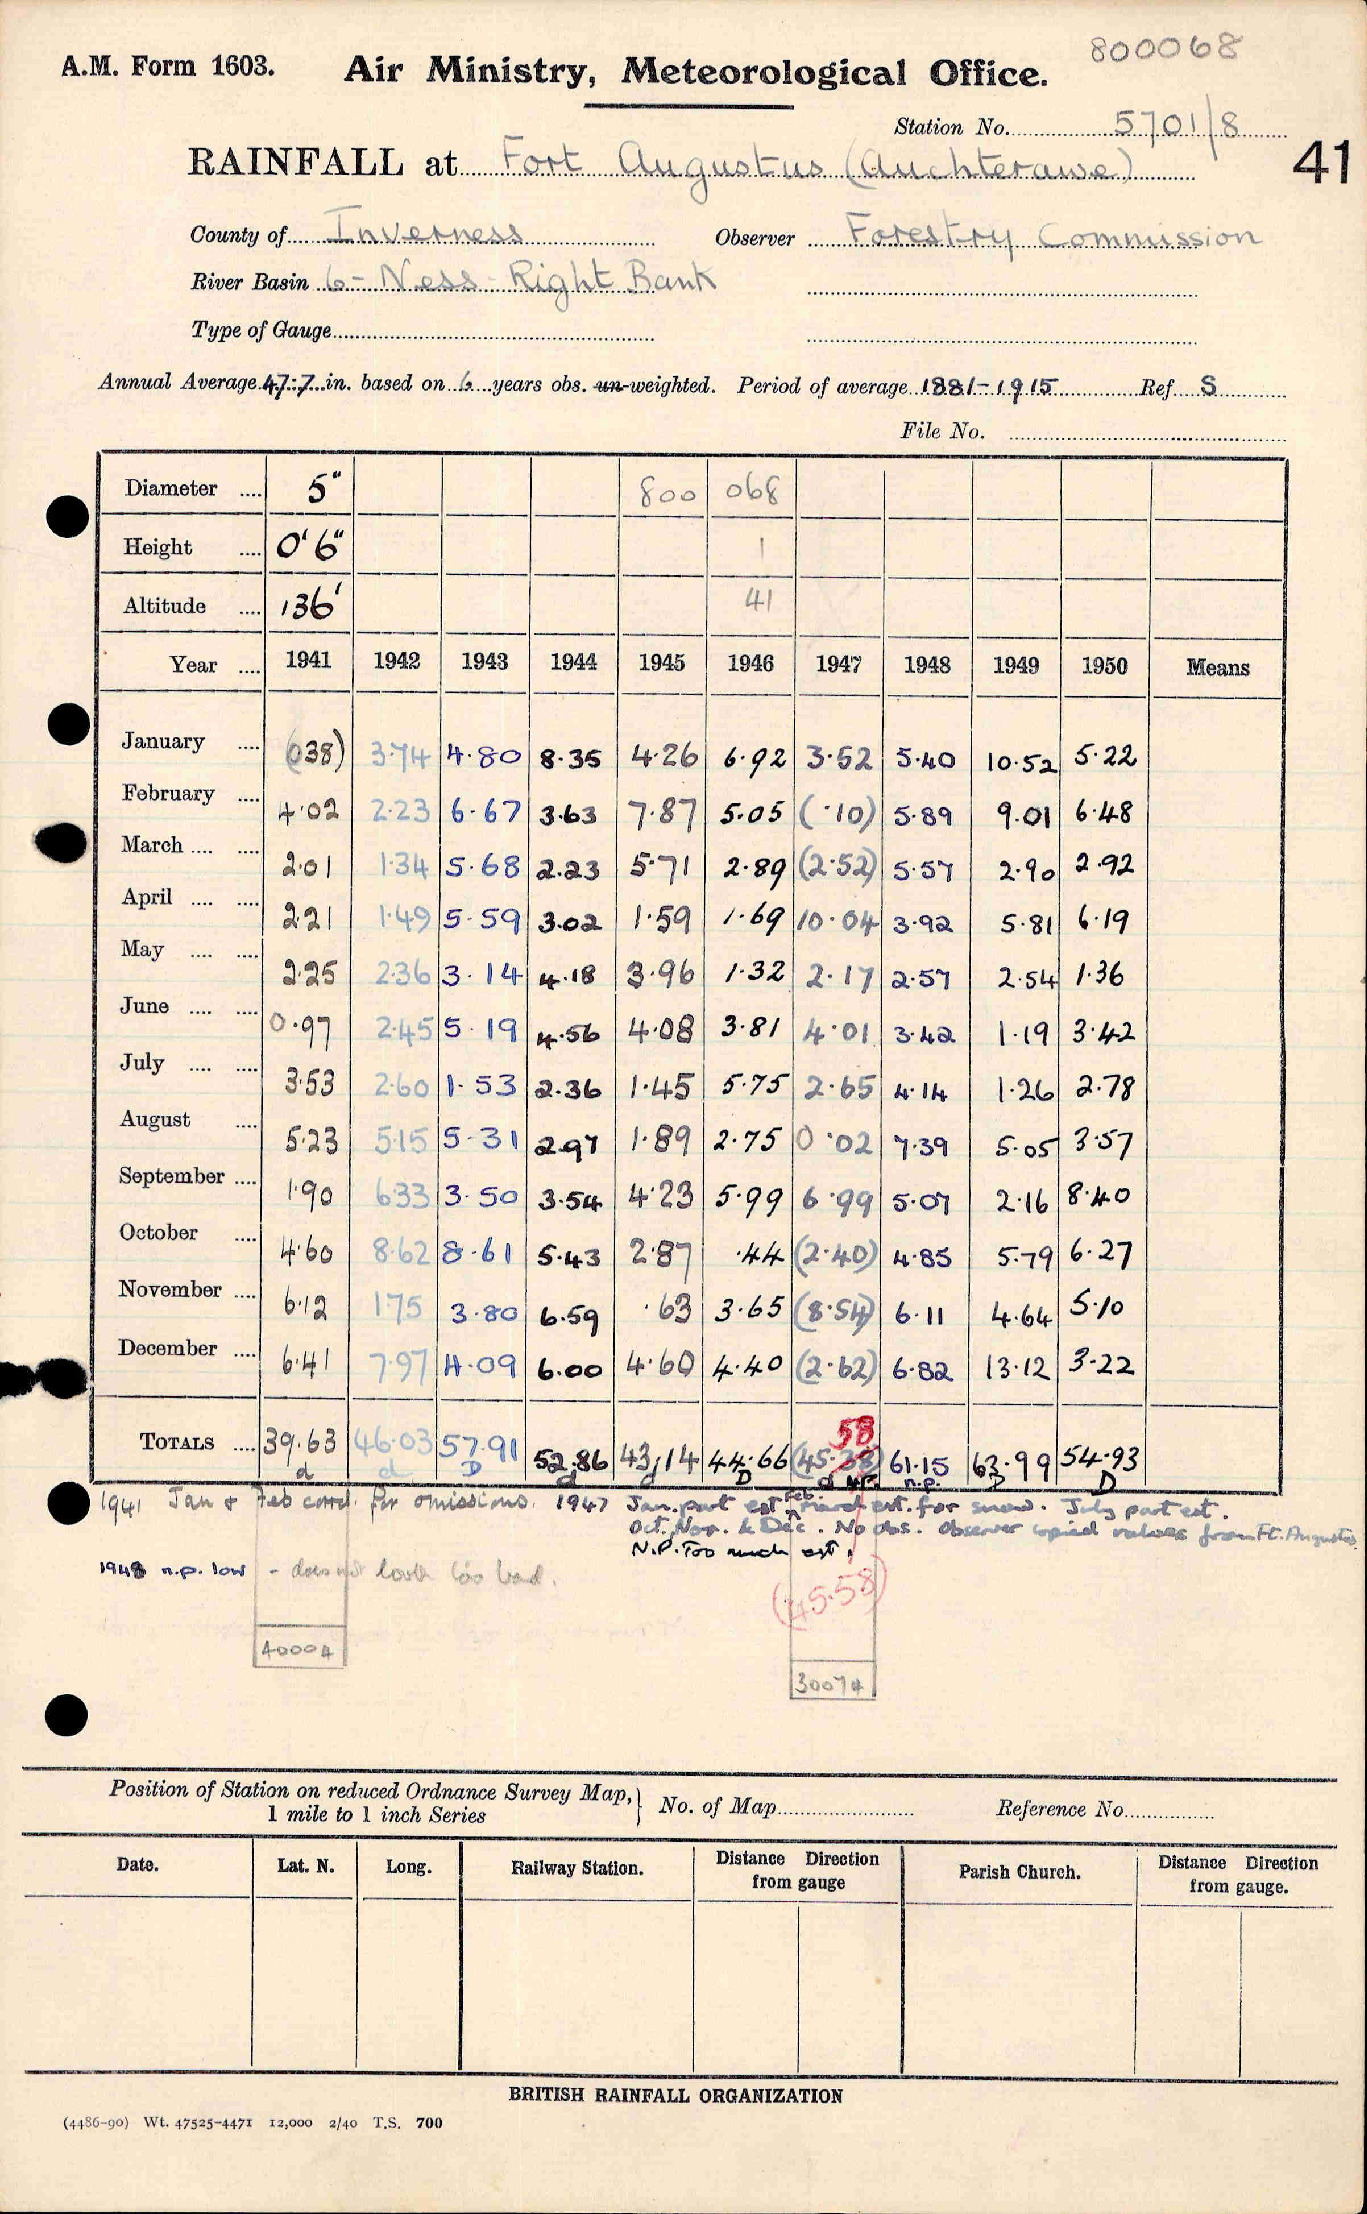 800068
A.M. Form 1603. Air Ministry, Meteorological Office.
Station No. 5701/8
41
RAINFALL at Fort Augustus (Auchterawe)
County of Inverness Observer Forestry Commission
River Basin 6 - Ness - Right Bank
Type of Gauge
Annual Average 47.7 in. based on 6 years obs. un-weighted. Period of average 1881-1915 Ref S
File No.
Diameter .... 5" 800 068
Height .... 0'6" 1
Altitude .... 136' 41
Year .... 1941 1942 1943 1944 1945 1946 1947 1948 1949 1950 Means
January .... (0.38) 3.74 4.80 8.35 4.26 6.92 3.52 5.40 10.52 5.22
February .... 4.02 2.23 6.67 3.63 7.87 5.05 (.10) 5.89 9.01 6.48
March .... .... 2.01 1.34 5.68 2.23 5.71 2.89 (2.52) 5.57 2.90 2.92
April .... .... 2.21 1.49 5.59 3.02 1.59 1.69 10.04 3.92 5.81 6.19
May .... .... 2.25 2.36 3.14 4.18 3.96 1.32 2.17 2.57 2.54 1.36
June .... .... 0.97 2.45 5.19 4.56 4.08 3.81 4.01 3.42 1.19 3.42
July .... .... 3.53 2.60 1.53 2.36 1.45 5.75 2.65 4.14 1.26 2.78
August .... 5.23 5.15 5.31 2.97 1.89 2.75 0.02 7.39 5.05 3.57
September .... 1.90 6.33 3.50 3.54 4.23 5.99 6.99 5.07 2.16 8.40
October .... 4.60 8.62 8.61 5.43 2.87 .44 (2.40) 4.85 5.79 6.27
November .... 6.12 1.75 3.80 6.59 .63 3.65 (8.54) 6.11 4.64 5.10
December .... 6.41 7.97 4.09 6.00 4.60 4.40 (2.62) 6.82 13.12 3.22
58
TOTALS .... 39.63 46.03 57.91 52.86 43.14 44.66 (45.38) 61.15 63.99 54.93
d d D d d D d n.p. D D
1941 Jan & Feb corrd. for omissions. 1947 Jan. part est Feb March est. for snow. July part est.
Oct. Nov. & Dec. No obs. Observer copied values from Ft. Augustus
N.P. Too much est.
1948 n.p. low - does not look too bad.
(45.58)
40004
30074
Position of Station on reduced Ordnance Survey Map,
1 mile to 1 inch Series
No. of Map Reference No.
Date. Lat. N. Long. Railway Station. Distance Direction from gauge Parish Church. Distance Direction from gauge.
BRITISH RAINFALL ORGANIZATION
(4486-90) Wt. 47525-4471 12,000 2/40 T.S. 700